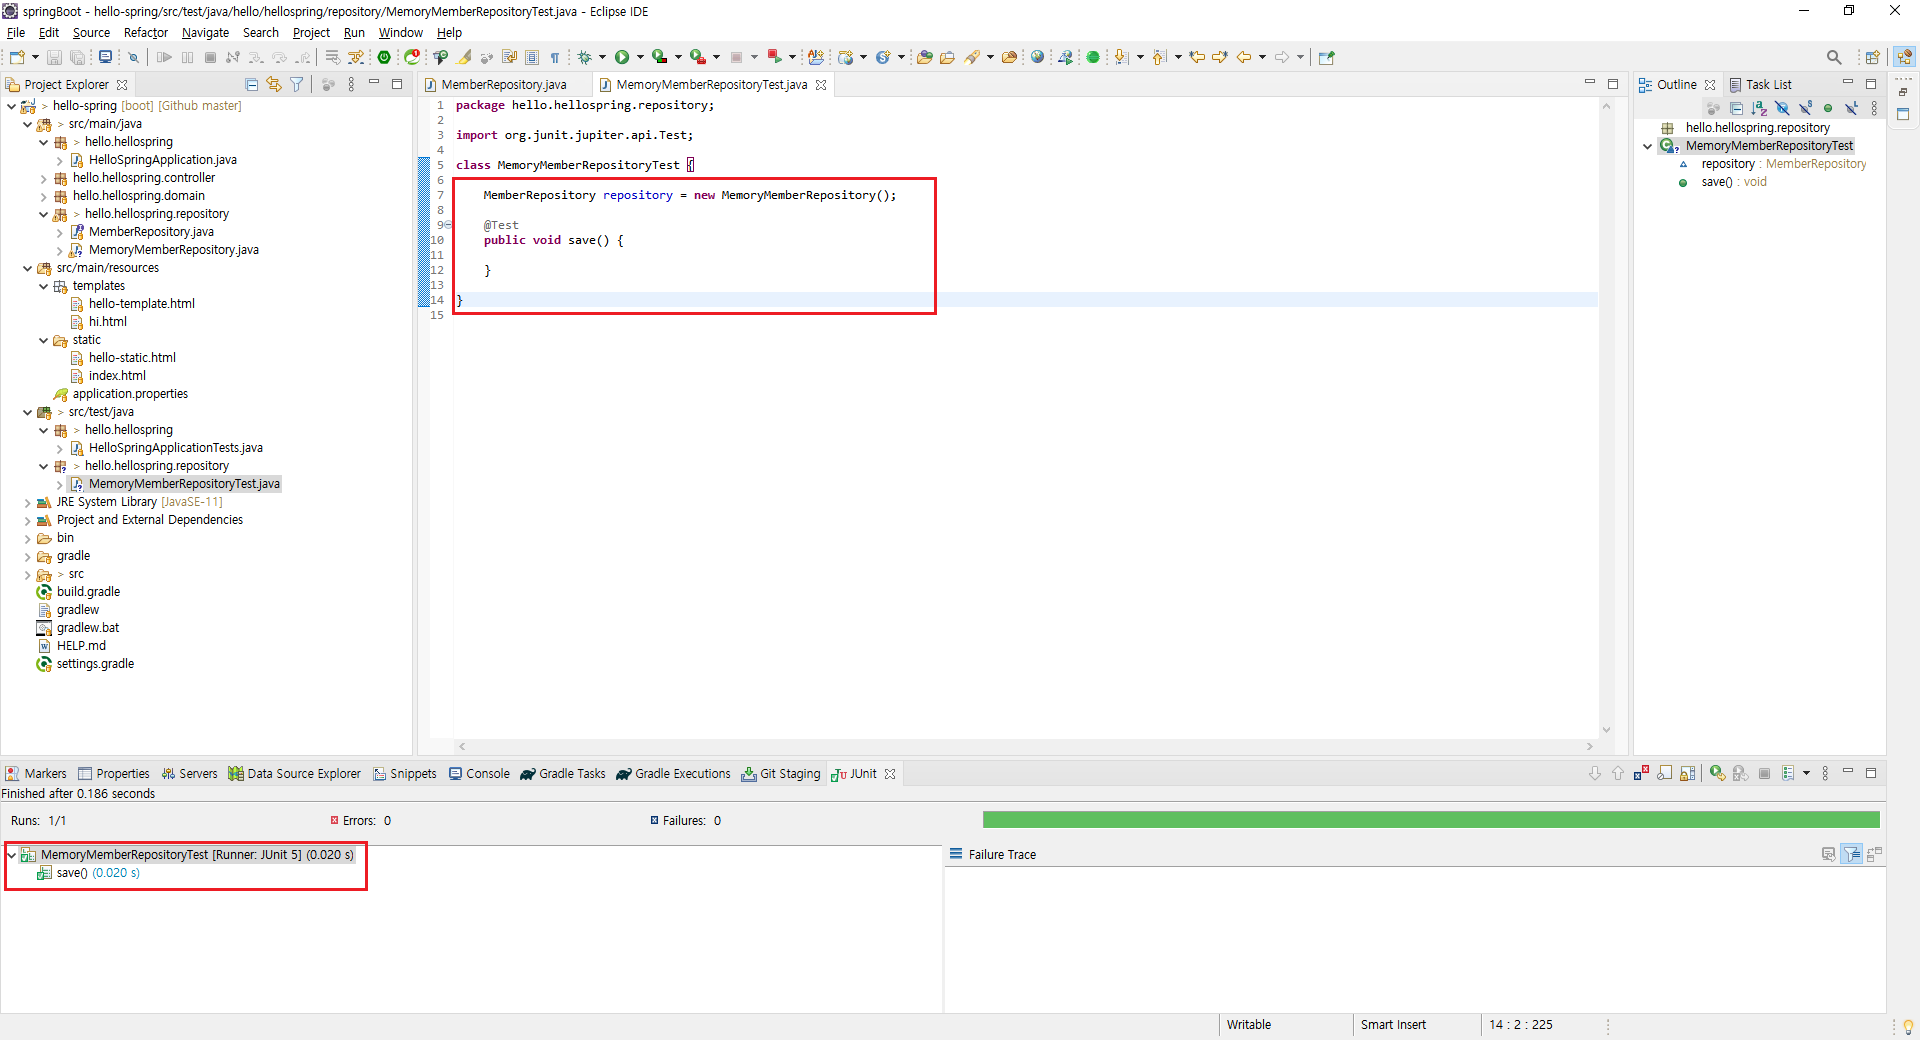 springBoot - hello-spring/src/test/java/hello/hellospring/repository/MemoryMemberRepositoryTest.java - Eclipse IDE
File Edit Source Refactor Navigate Search Project Run Window Help
Project Explorer
> hello-spring [boot] [Github master]
> src/main/java
> hello.hellospring
HelloSpringApplication.java
hello.hellospring.controller
hello.hellospring.domain
> hello.hellospring.repository
MemberRepository.java
MemoryMemberRepository.java
src/main/resources
templates
hello-template.html
hi.html
static
hello-static.html
index.html
application.properties
> src/test/java
> hello.hellospring
HelloSpringApplicationTests.java
> hello.hellospring.repository
MemoryMemberRepositoryTest.java
JRE System Library [JavaSE-11]
Project and External Dependencies
bin
gradle
> src
build.gradle
gradlew
gradlew.bat
HELP.md
settings.gradle
MemberRepository.java MemoryMemberRepositoryTest.java
1 package hello.hellospring.repository;
2
3 import org.junit.jupiter.api.Test;
4
5 class MemoryMemberRepositoryTest {
6
7 MemberRepository repository = new MemoryMemberRepository();
8
9 @Test
10 public void save() {
11
12 }
13
14 }
15
Outline Task List
hello.hellospring.repository
MemoryMemberRepositoryTest
repository : MemberRepository
save() : void
Markers Properties Servers Data Source Explorer Snippets Console Gradle Tasks Gradle Executions Git Staging JUnit
Finished after 0.186 seconds
Runs: 1/1 Errors: 0 Failures: 0
MemoryMemberRepositoryTest [Runner: JUnit 5] (0.020 s)
save() (0.020 s)
Failure Trace
Writable Smart Insert 14 : 2 : 225